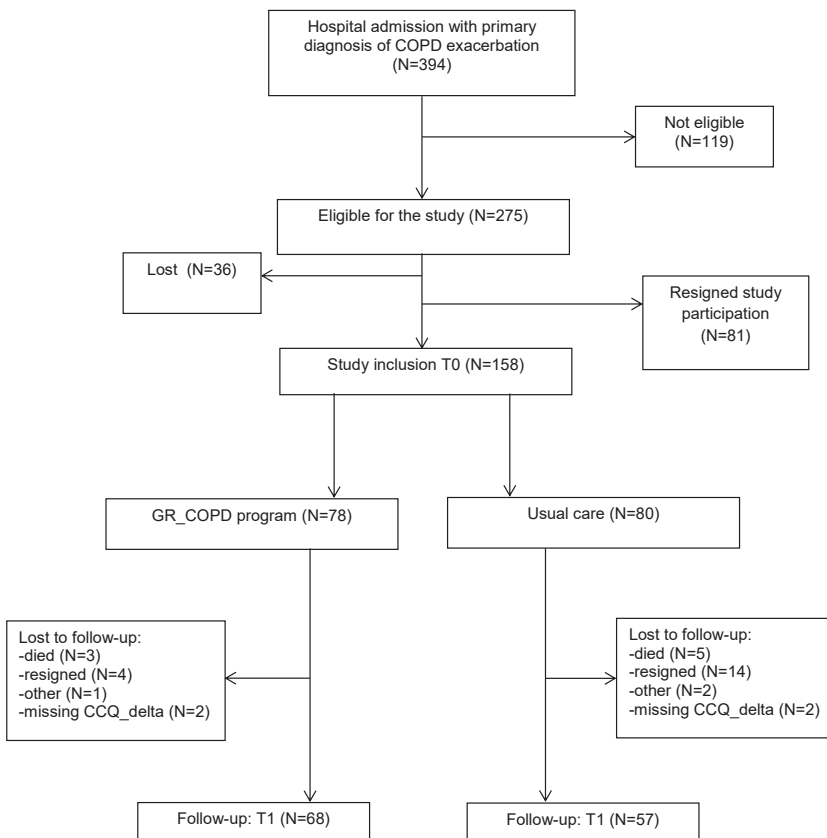 Hospital admission with primary
diagnosis of COPD exacerbation
(N=394)
Not eligible
(N=119)
Eligible for the study (N=275)
Lost (N=36)
Resigned study
participation
(N=81)
Study inclusion T0 (N=158)
GR_COPD program (N=78)
Usual care (N=80)
Lost to follow-up:
-died (N=3)
-resigned (N=4)
-other (N=1)
-missing CCQ_delta (N=2)
Lost to follow-up:
-died (N=5)
-resigned (N=14)
-other (N=2)
-missing CCQ_delta (N=2)
Follow-up: T1 (N=68)
Follow-up: T1 (N=57)